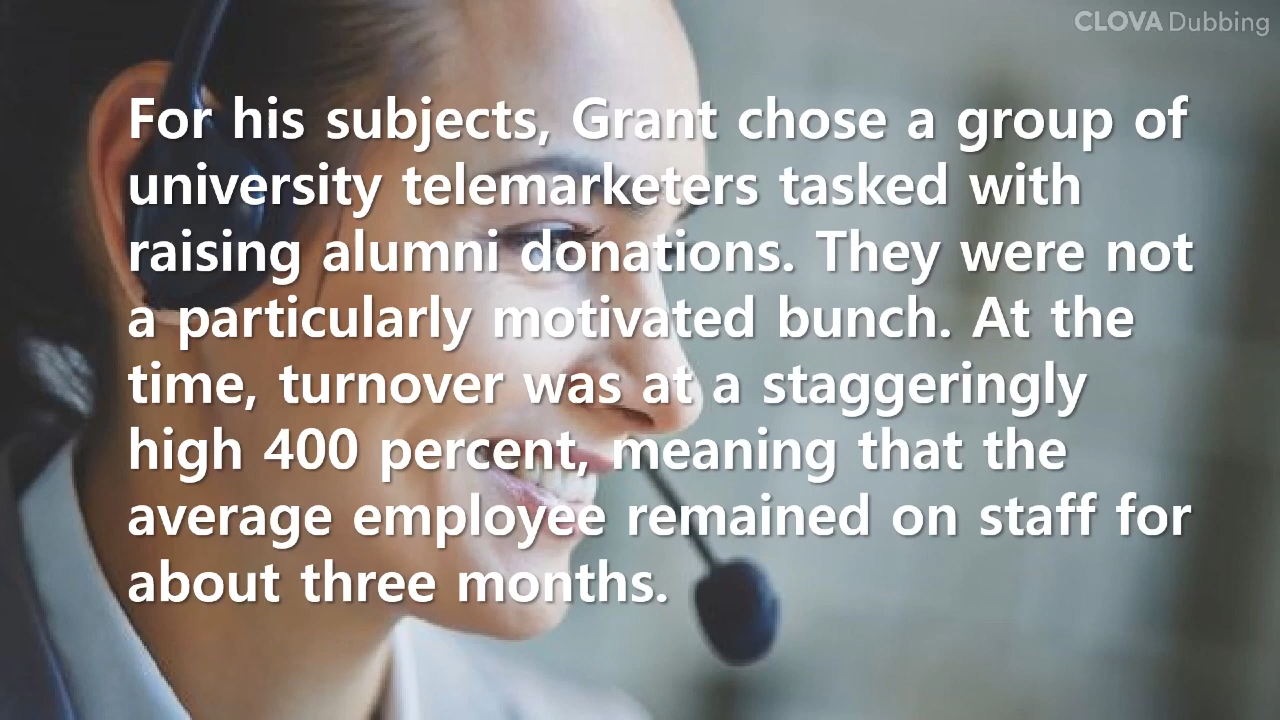 CLOVA Dubbing
For his subjects, Grant chose a group of
university telemarketers tasked with
raising alumni donations. They were not
a particularly motivated bunch. At the
time, turnover was at a staggeringly
high 400 percent, meaning that the
average employee remained on staff for
about three months.